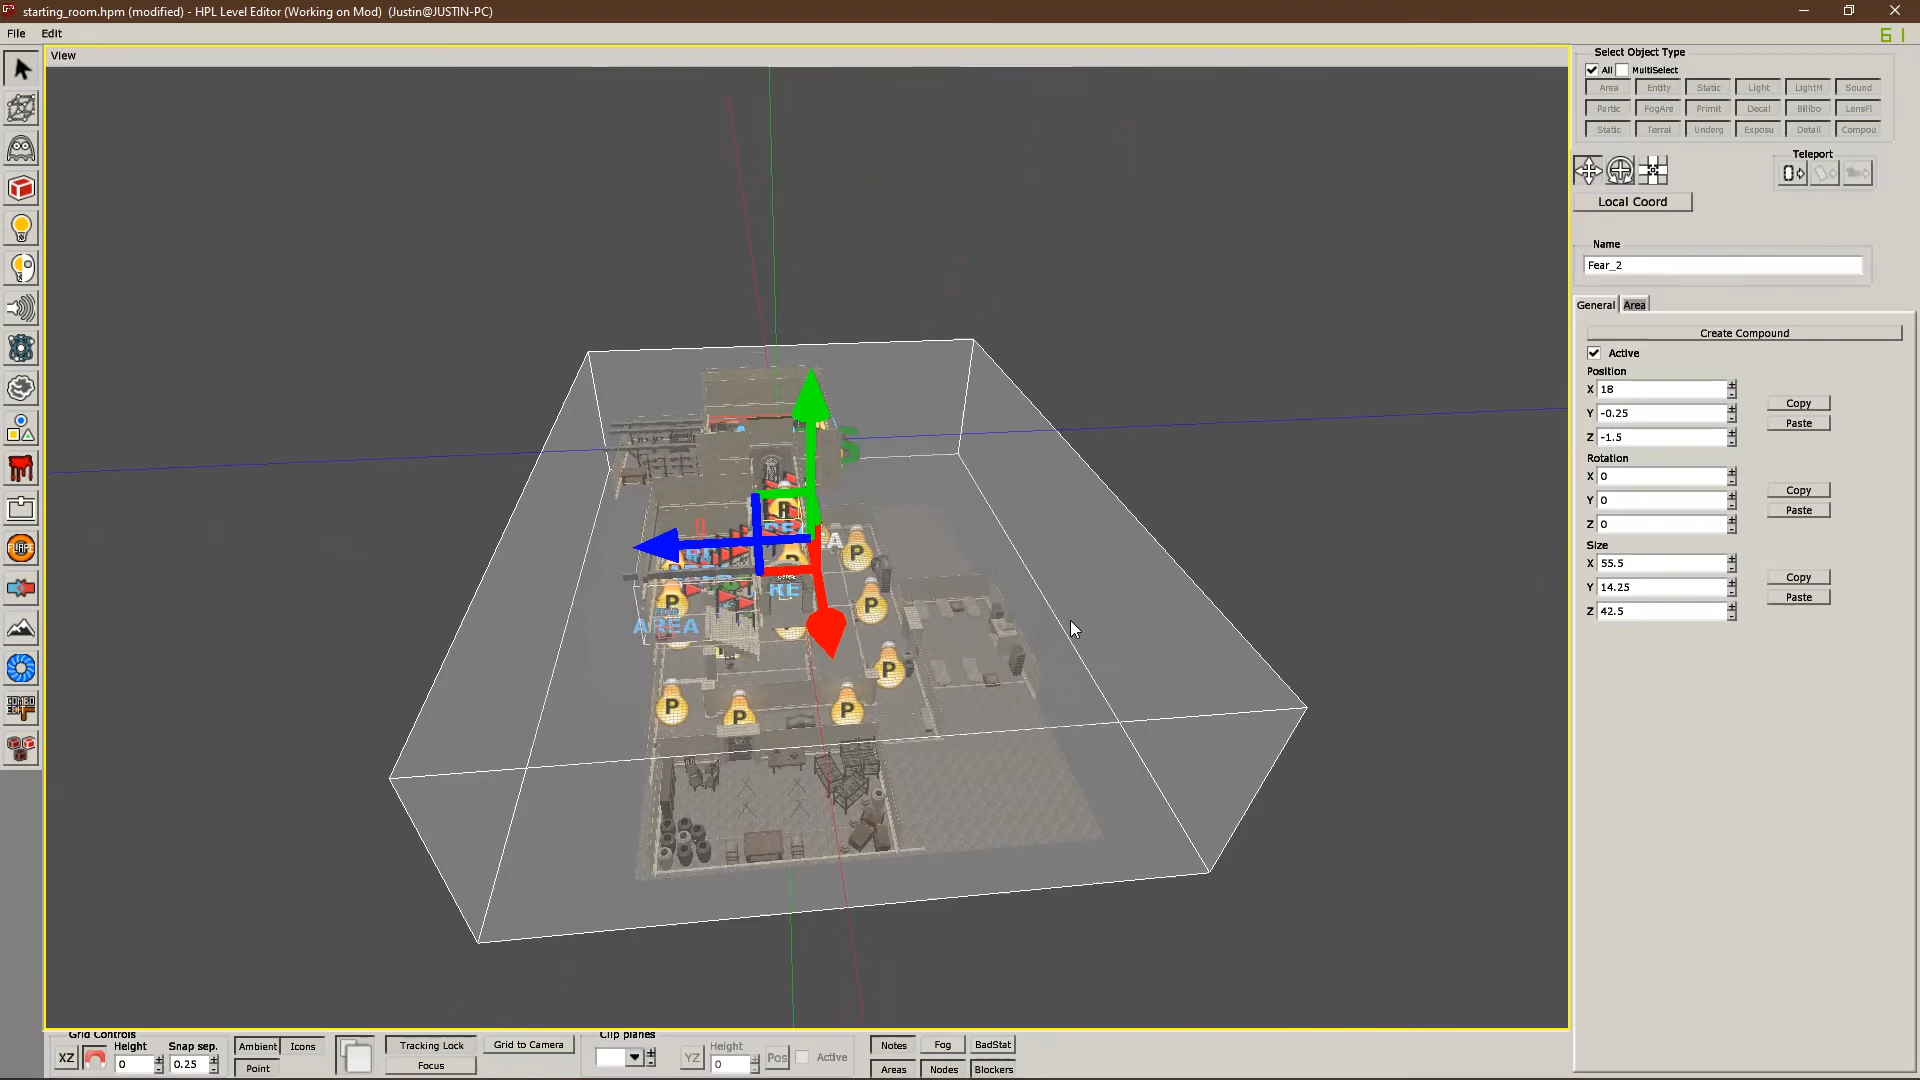 starting_room.hpm (modified) - HPL Level Editor (Working on Mod) (Justin@JUSTIN-PC)
File Edit
61
View
Select Object Type
All MultiSelect
Area Entity Static Light LightM Sound
Partic FogAre Primit Decal Billbo LensFl
Static Terrai Underg Exposu Detail Compou
Teleport
Local Coord
Name
Fear_2
General Area
Create Compound
Active
Position
X 18
Copy
Y -0.25
Paste
Z -1.5
Rotation
X 0
Copy
Y 0
Paste
Z 0
Size
X 55.5
Copy
Y 14.25
Paste
Z 42.5
P
P
P
P
P
P
P
RE
AREA
Grid Controls
XZ
Height
0
Snap sep.
0.25
Ambient Icons
Point
Tracking Lock
Focus
Grid to Camera
Clip planes
YZ
Height
0
Pos
Active
Notes Fog BadStat
Areas Nodes Blockers